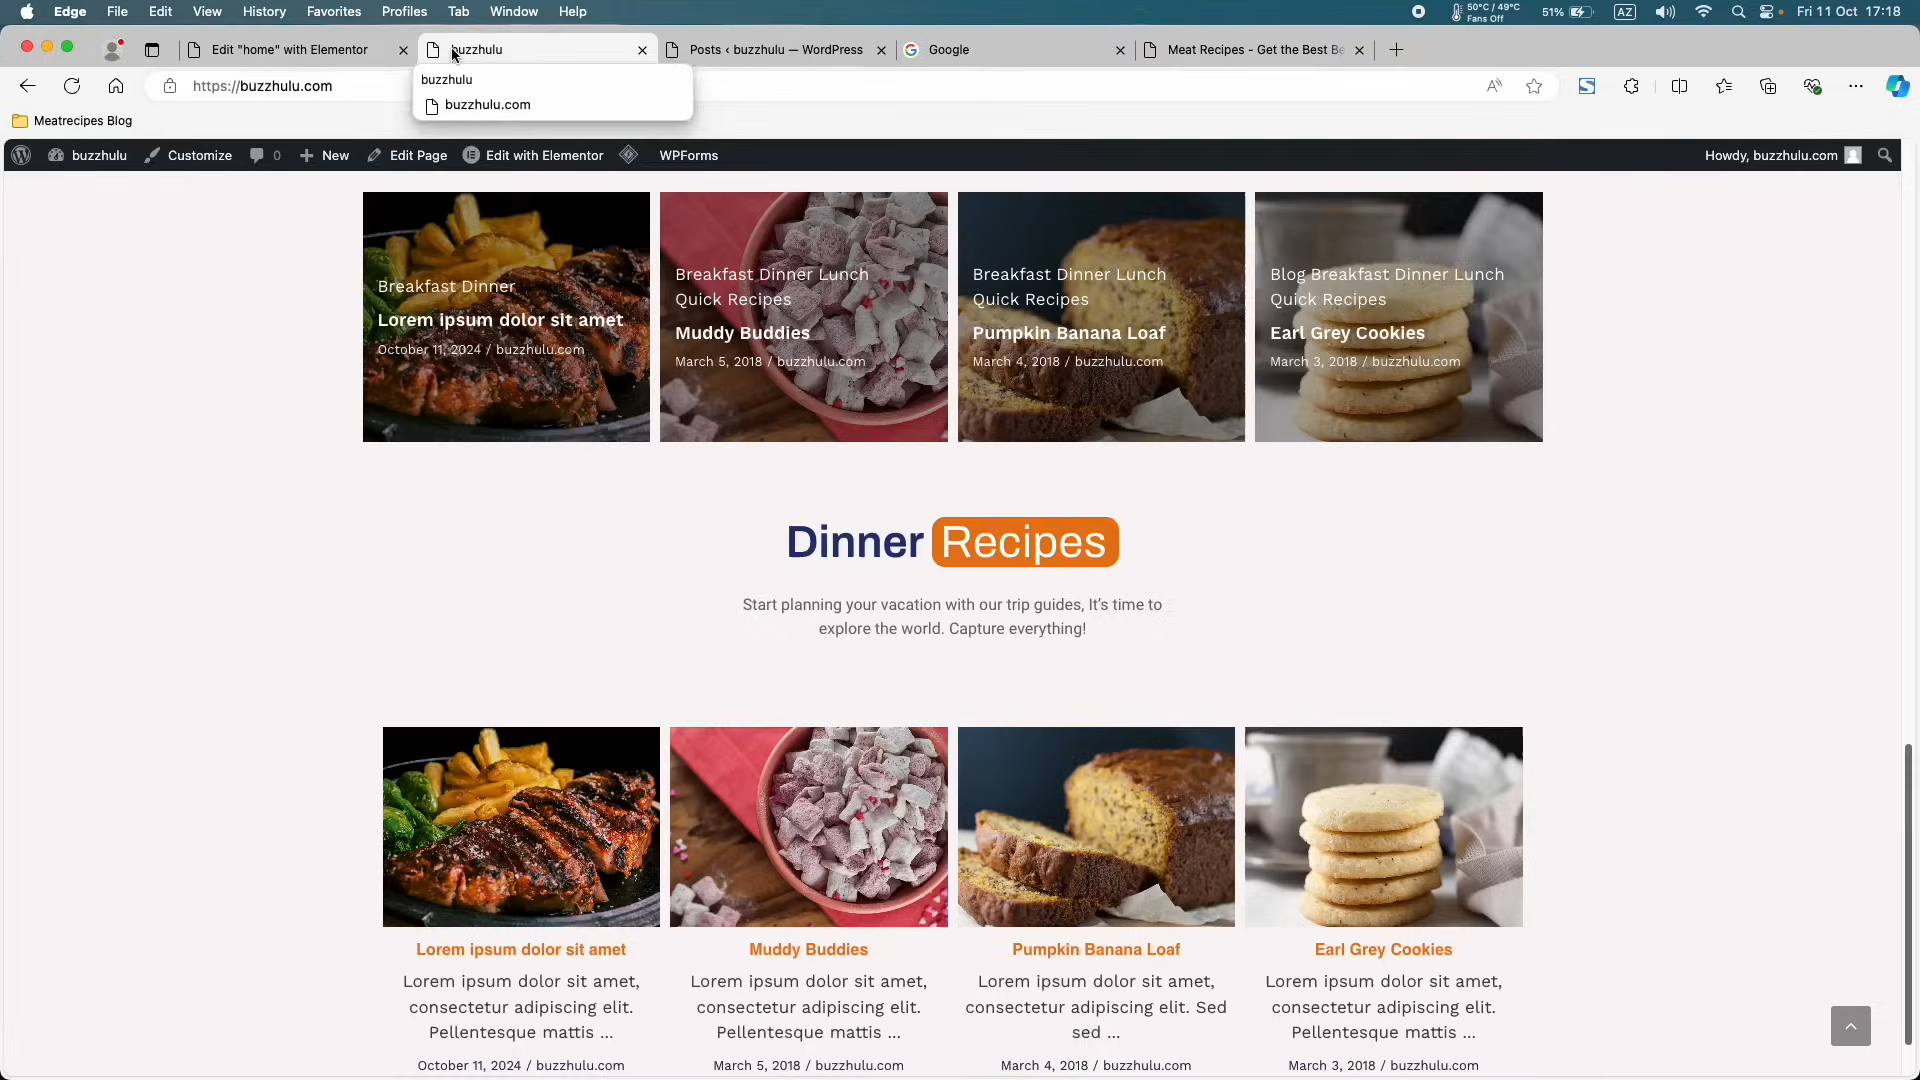 Edge File Edit View History Favorites Profiles Tab Window Help 50°C / 49°C Fans Off 51% AZ Fri 11 Oct 17:18
Edit "home" with Elementor buzzhulu Posts ‹ buzzhulu — WordPress Google Meat Recipes - Get the Best Be
https://buzzhulu.com
buzzhulu
buzzhulu.com
Meatrecipes Blog
buzzhulu Customize 0 New Edit Page Edit with Elementor WPForms Howdy, buzzhulu.com
Breakfast Dinner
Lorem ipsum dolor sit amet
October 11, 2024 / buzzhulu.com
Breakfast Dinner Lunch
Quick Recipes
Muddy Buddies
March 5, 2018 / buzzhulu.com
Breakfast Dinner Lunch
Quick Recipes
Pumpkin Banana Loaf
March 4, 2018 / buzzhulu.com
Blog Breakfast Dinner Lunch
Quick Recipes
Earl Grey Cookies
March 3, 2018 / buzzhulu.com
Dinner Recipes
Start planning your vacation with our trip guides, It's time to
explore the world. Capture everything!
Lorem ipsum dolor sit amet
Lorem ipsum dolor sit amet,
consectetur adipiscing elit.
Pellentesque mattis ...
October 11, 2024 / buzzhulu.com
Muddy Buddies
Lorem ipsum dolor sit amet,
consectetur adipiscing elit.
Pellentesque mattis ...
March 5, 2018 / buzzhulu.com
Pumpkin Banana Loaf
Lorem ipsum dolor sit amet,
consectetur adipiscing elit. Sed
sed ...
March 4, 2018 / buzzhulu.com
Earl Grey Cookies
Lorem ipsum dolor sit amet,
consectetur adipiscing elit.
Pellentesque mattis ...
March 3, 2018 / buzzhulu.com